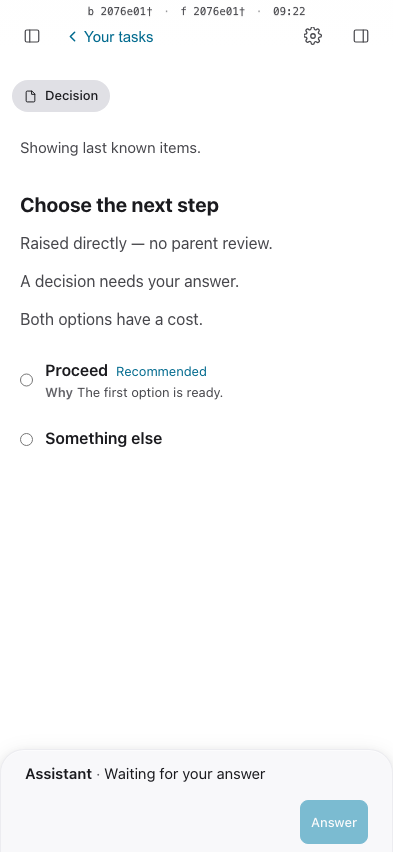 b 2076e01† · f 2076e01† · 09:22
Your tasks
Decision
Showing last known items.
Choose the next step
Raised directly — no parent review.
A decision needs your answer.
Both options have a cost.
Proceed Recommended
Why The first option is ready.
Something else
Assistant · Waiting for your answer
Answer